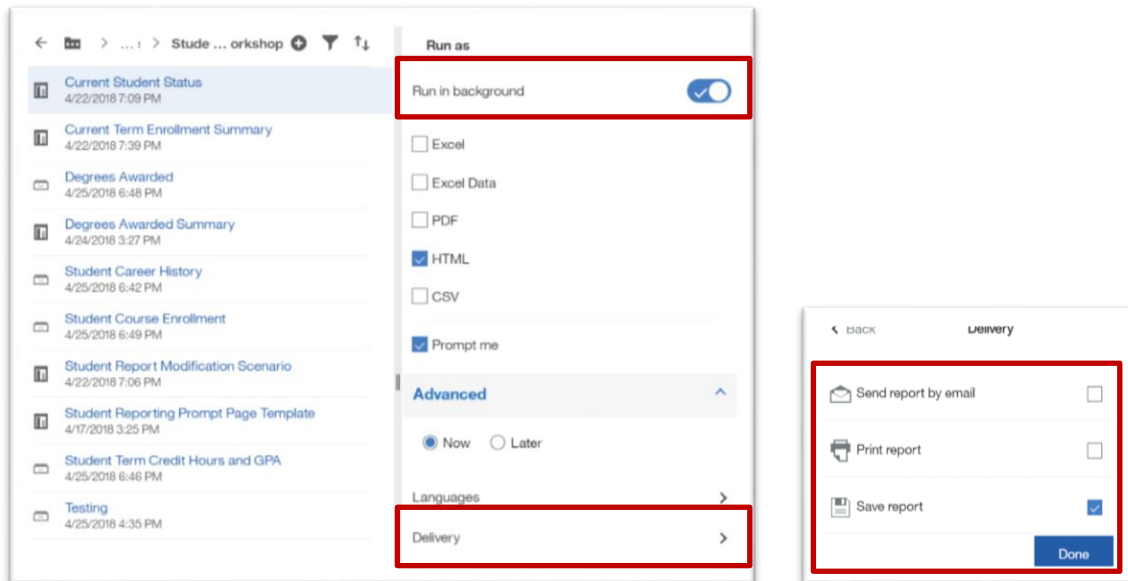 ... : > Stude ... orkshop
Current Student Status
4/22/2018 7:09 PM
Current Term Enrollment Summary
4/22/2018 7:39 PM
Degrees Awarded
4/25/2018 6:48 PM
Degrees Awarded Summary
4/24/2018 3:27 PM
Student Career History
4/25/2018 6:42 PM
Student Course Enrollment
4/25/2018 6:49 PM
Student Report Modification Scenario
4/22/2018 7:06 PM
Student Reporting Prompt Page Template
4/17/2018 3:25 PM
Student Term Credit Hours and GPA
4/25/2018 6:46 PM
Testing
4/25/2018 4:35 PM
Run as
Run in background
Excel
Excel Data
PDF
HTML
CSV
Prompt me
Advanced
Now Later
Languages
Delivery
Back Delivery
Send report by email
Print report
Save report
Done